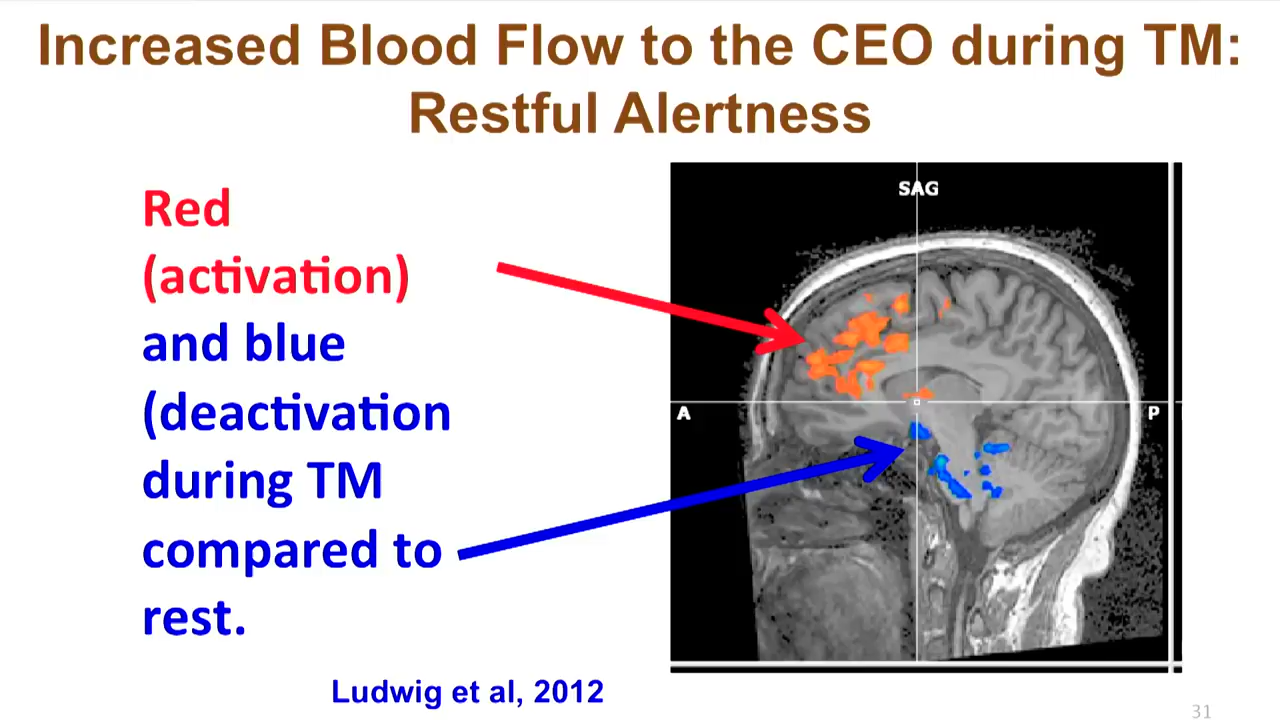 Increased Blood Flow to the CEO during TM:
Restful Alertness
Red
(activation)
and blue
(deactivation
during TM
compared to
rest.
SAG
A
P
Ludwig et al, 2012
31